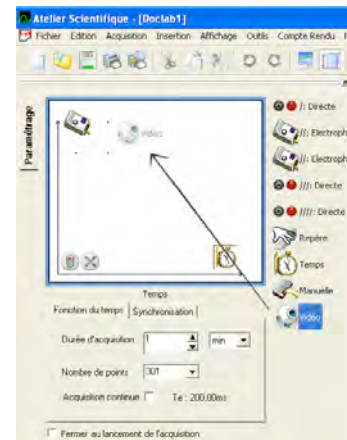 Atelier Scientifique - [Doclab1]
Fichier Edition Acquisition Insertion Affichage Outils Compte Rendu
Paramétrage
Vidéo
/: Directe
//: Electroph
//: Electroph
///: Directe
////: Directe
Repère
Temps
Manuelle
Vidéo
Temps
Fonction du temps Synchronisation
Durée d'acquisition 1 min
Nombre de points 301
Acquisition continue Te : 200.00ms
Fermer au lancement de l'acquisition